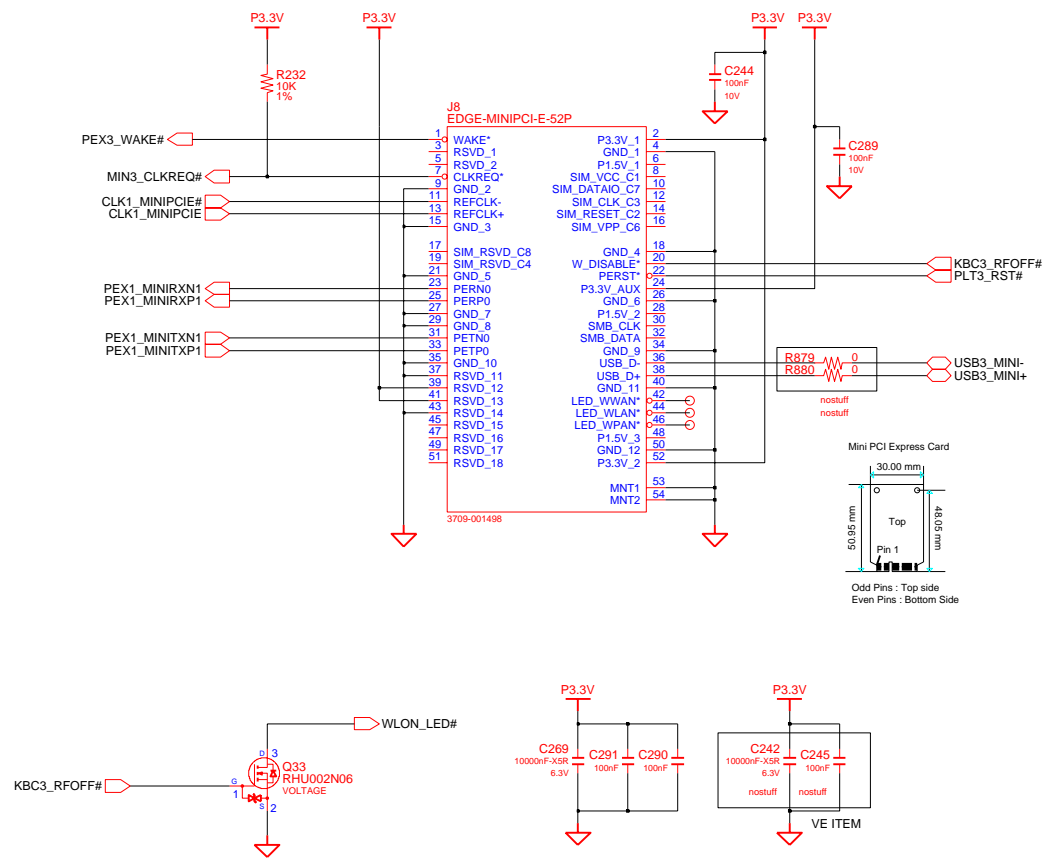 P3.3V P3.3V P3.3V P3.3V
R232
10K
1%
C244
100nF
10V
C289
100nF
10V
J8
EDGE-MINIPCI-E-52P
PEX3_WAKE# 1 WAKE* P3.3V_1 2
3 RSVD_1 GND_1 4
5 RSVD_2 P1.5V_1 6
MIN3_CLKREQ# 7 CLKREQ* SIM_VCC_C1 8
9 GND_2 SIM_DATAIO_C7 10
CLK1_MINIPCIE# 11 REFCLK- SIM_CLK_C3 12
CLK1_MINIPCIE 13 REFCLK+ SIM_RESET_C2 14
15 GND_3 SIM_VPP_C6 16
17 SIM_RSVD_C8 GND_4 18
19 SIM_RSVD_C4 W_DISABLE* 20 KBC3_RFOFF#
21 GND_5 PERST* 22 PLT3_RST#
PEX1_MINIRXN1 23 PERN0 P3.3V_AUX 24
PEX1_MINIRXP1 25 PERP0 GND_6 26
27 GND_7 P1.5V_2 28
29 GND_8 SMB_CLK 30
PEX1_MINITXN1 31 PETN0 SMB_DATA 32
PEX1_MINITXP1 33 PETP0 GND_9 34
35 GND_10 USB_D- 36 R879 0 USB3_MINI-
37 RSVD_11 USB_D+ 38 R880 0 USB3_MINI+
39 RSVD_12 GND_11 40
41 RSVD_13 LED_WWAN* 42 nostuff
43 RSVD_14 LED_WLAN* 44 nostuff
45 RSVD_15 LED_WPAN* 46
47 RSVD_16 P1.5V_3 48
49 RSVD_17 GND_12 50
51 RSVD_18 P3.3V_2 52
MNT1 53
MNT2 54
3709-001498
Mini PCI Express Card
30.00 mm
50.95 mm
48.05 mm
Top
Pin 1
Odd Pins : Top side
Even Pins : Bottom Side
WLON_LED#
KBC3_RFOFF#
D 3
G
1
S 2
Q33
RHU002N06
VOLTAGE
P3.3V
C269
10000nF-X5R
6.3V
C291
100nF
C290
100nF
P3.3V
C242
10000nF-X5R
6.3V
nostuff
C245
100nF
nostuff
VE ITEM